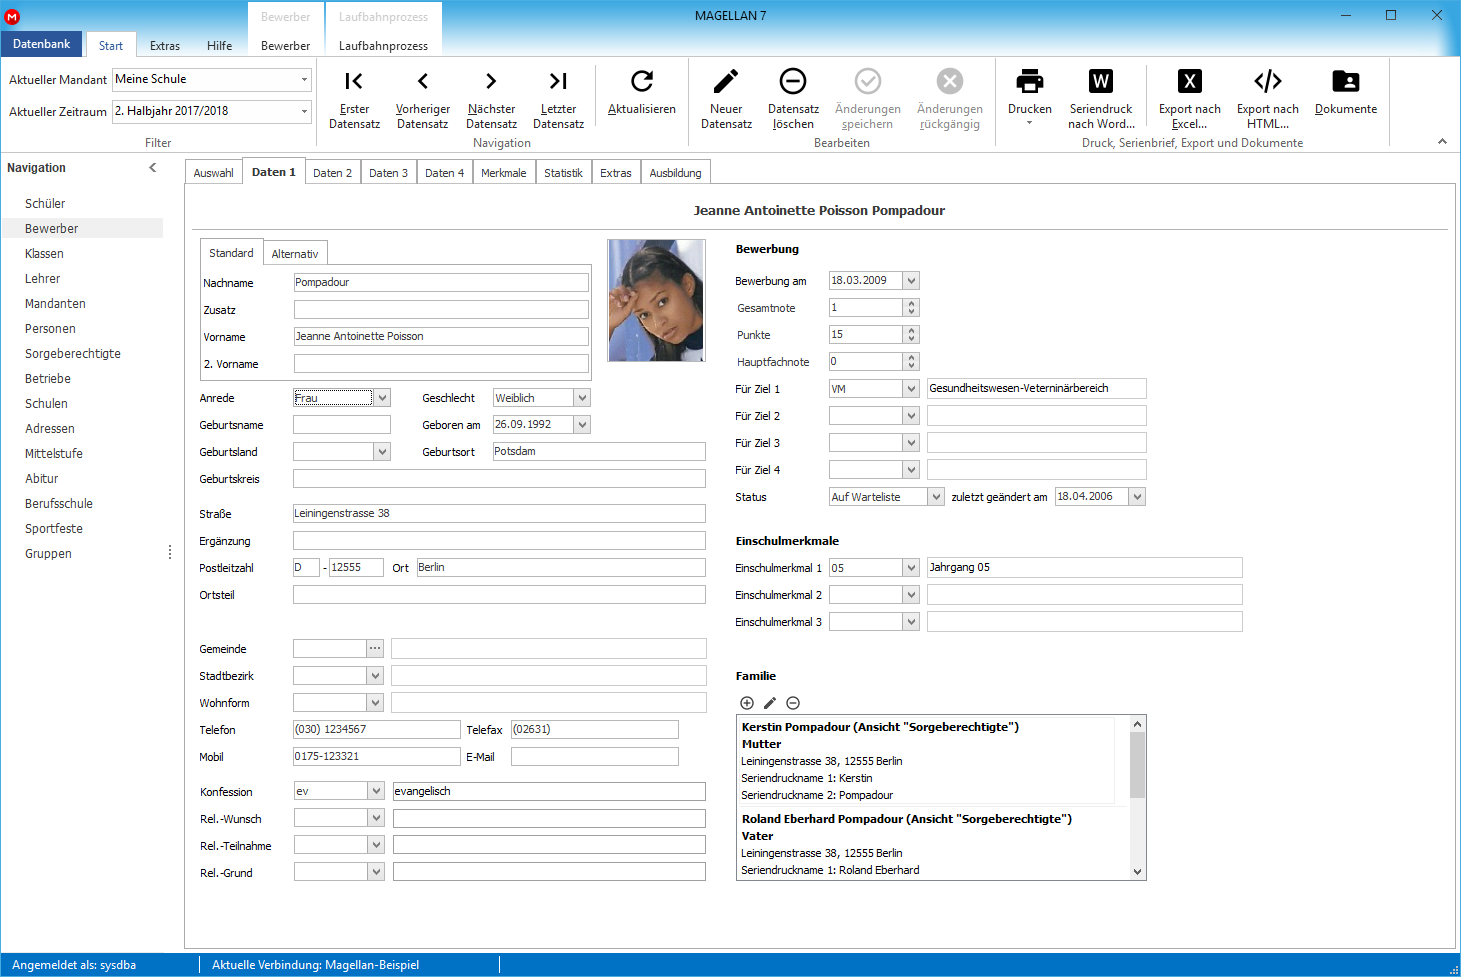 MAGELLAN 7
Bewerber
Laufbahnprozess
Datenbank
Start
Extras
Hilfe
Bewerber
Laufbahnprozess
Aktueller Mandant Meine Schule
Aktueller Zeitraum 2. Halbjahr 2017/2018
Filter
Erster Datensatz
Vorheriger Datensatz
Nächster Datensatz
Letzter Datensatz
Navigation
Aktualisieren
Neuer Datensatz
Datensatz löschen
Änderungen speichern
Änderungen rückgängig
Bearbeiten
Drucken
Seriendruck nach Word...
Export nach Excel...
Export nach HTML...
Dokumente
Druck, Serienbrief, Export und Dokumente
Navigation
Schüler
Bewerber
Klassen
Lehrer
Mandanten
Personen
Sorgeberechtigte
Betriebe
Schulen
Adressen
Mittelstufe
Abitur
Berufsschule
Sportfeste
Gruppen
Auswahl
Daten 1
Daten 2
Daten 3
Daten 4
Merkmale
Statistik
Extras
Ausbildung
Jeanne Antoinette Poisson Pompadour
Standard
Alternativ
Nachname Pompadour
Zusatz
Vorname Jeanne Antoinette Poisson
2. Vorname
Anrede Frau Geschlecht Weiblich
Geburtsname Geboren am 26.09.1992
Geburtsland Geburtsort Potsdam
Geburtskreis
Straße Leiningenstrasse 38
Ergänzung
Postleitzahl D - 12555 Ort Berlin
Ortsteil
Gemeinde
Stadtbezirk
Wohnform
Telefon (030) 1234567 Telefax (02631)
Mobil 0175-123321 E-Mail
Konfession ev evangelisch
Rel.-Wunsch
Rel.-Teilnahme
Rel.-Grund
Bewerbung
Bewerbung am 18.03.2009
Gesamtnote 1
Punkte 15
Hauptfachnote 0
Für Ziel 1 VM Gesundheitswesen-Veterninärbereich
Für Ziel 2
Für Ziel 3
Für Ziel 4
Status Auf Warteliste zuletzt geändert am 18.04.2006
Einschulmerkmale
Einschulmerkmal 1 05 Jahrgang 05
Einschulmerkmal 2
Einschulmerkmal 3
Familie
Kerstin Pompadour (Ansicht "Sorgeberechtigte")
Mutter
Leiningenstrasse 38, 12555 Berlin
Seriendruckname 1: Kerstin
Seriendruckname 2: Pompadour
Roland Eberhard Pompadour (Ansicht "Sorgeberechtigte")
Vater
Leiningenstrasse 38, 12555 Berlin
Seriendruckname 1: Roland Eberhard
Angemeldet als: sysdba
Aktuelle Verbindung: Magellan-Beispiel